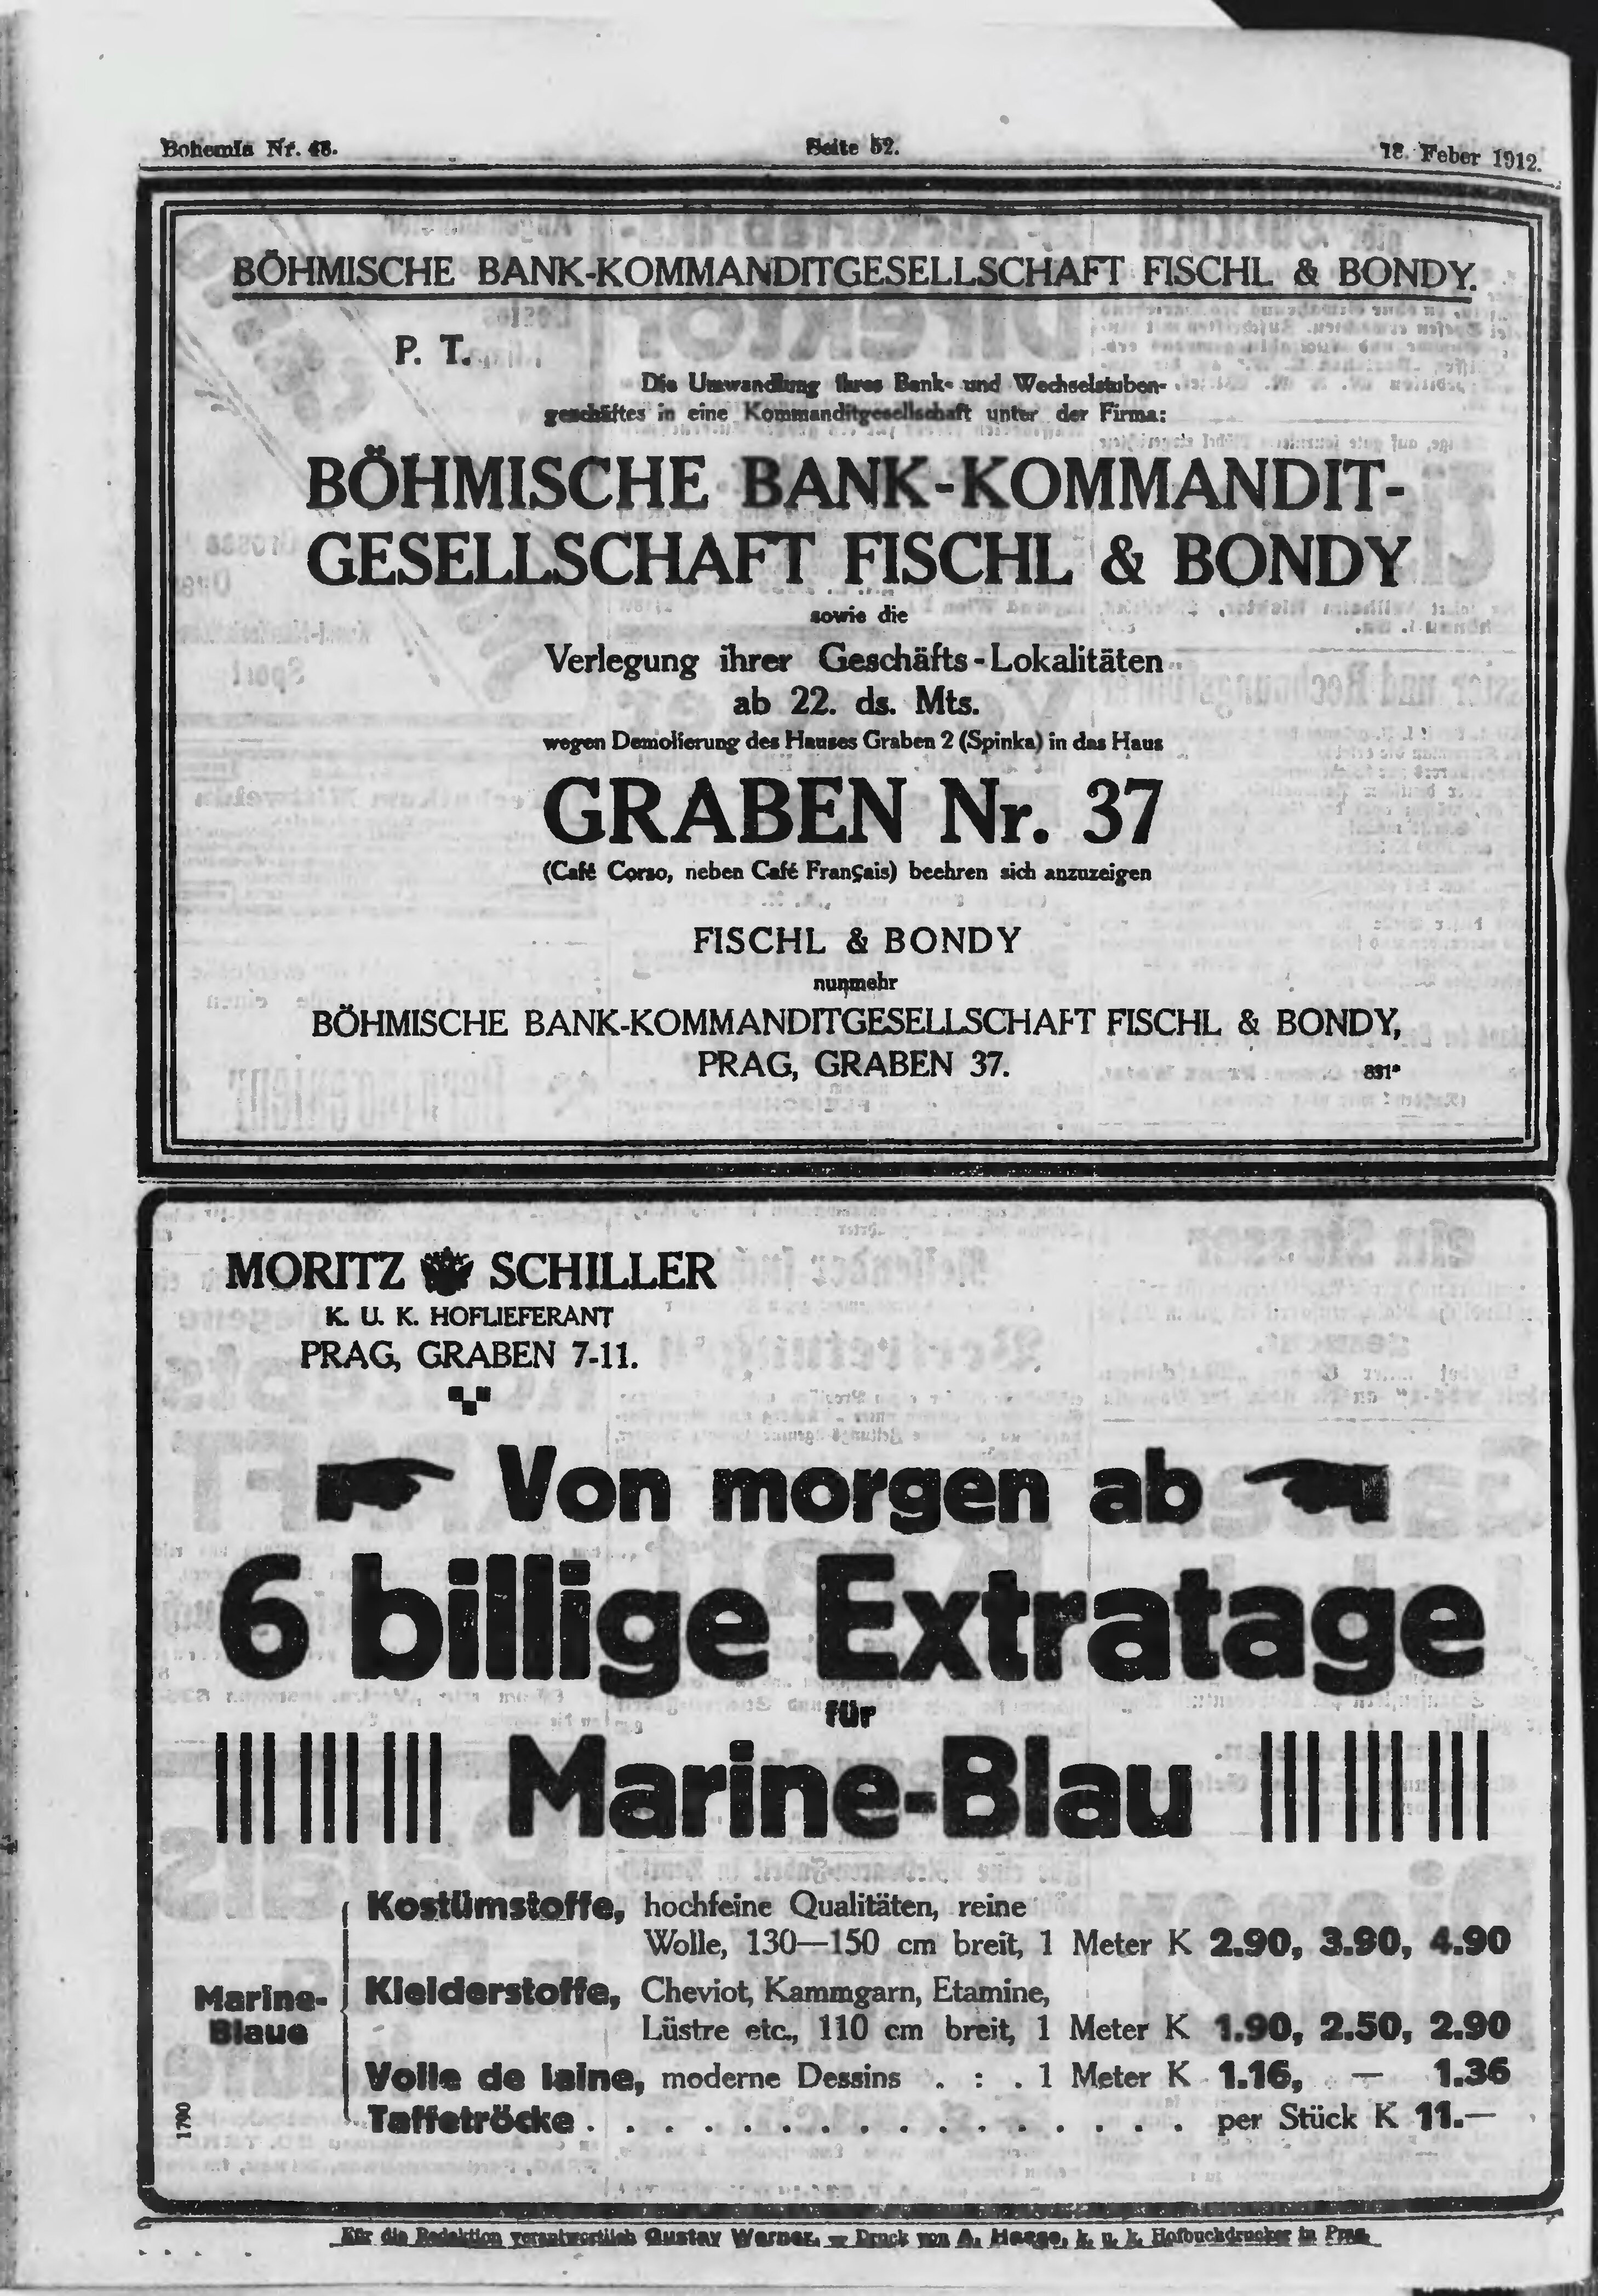 Bohemia Nr. 48.
Seite 52.
18. Feber 1912.
BÖHMISCHE BANK-KOMMANDITGESELLSCHAFT FISCHL & BONDY.
P. T.
Die Umwandlung ihres Bank- und Wechselstuben-
geschäftes in eine Kommanditgesellschaft unter der Firma:
BÖHMISCHE BANK-KOMMANDIT-
GESELLSCHAFT FISCHL & BONDY
sowie die
Verlegung ihrer Geschäfts-Lokalitäten
ab 22. ds. Mts.
wegen Demolierung des Hauses Graben 2 (Spinka) in das Haus
GRABEN Nr. 37
(Café Corso, neben Café Français) beehren sich anzuzeigen
FISCHL & BONDY
nunmehr
BÖHMISCHE BANK-KOMMANDITGESELLSCHAFT FISCHL & BONDY,
PRAG, GRABEN 37.
831*
MORITZ SCHILLER
K. U. K. HOFLIEFERANT
PRAG, GRABEN 7-11.
Von morgen ab
6 billige Extratage
für
Marine-Blau
Marine-
Blaue
Kostümstoffe, hochfeine Qualitäten, reine
Wolle, 130—150 cm breit, 1 Meter K 2.90, 3.90, 4.90
Kleiderstoffe, Cheviot, Kammgarn, Etamine,
Lüstre etc., 110 cm breit, 1 Meter K 1.90, 2.50, 2.90
Voile de laine, moderne Dessins . : . 1 Meter K 1.16, — 1.36
Taffetröcke . . . . . . . . . . . . . . . . per Stück K 11.—
1790
Für die Redaktion verantwortlich Gustav Werner. — Druck von A. Haase, k. u. k. Hofbuchdrucker in Prag.